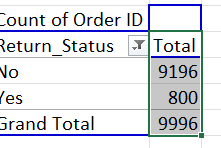 Count of Order ID
Return_Status Total
No 9196
Yes 800
Grand Total 9996